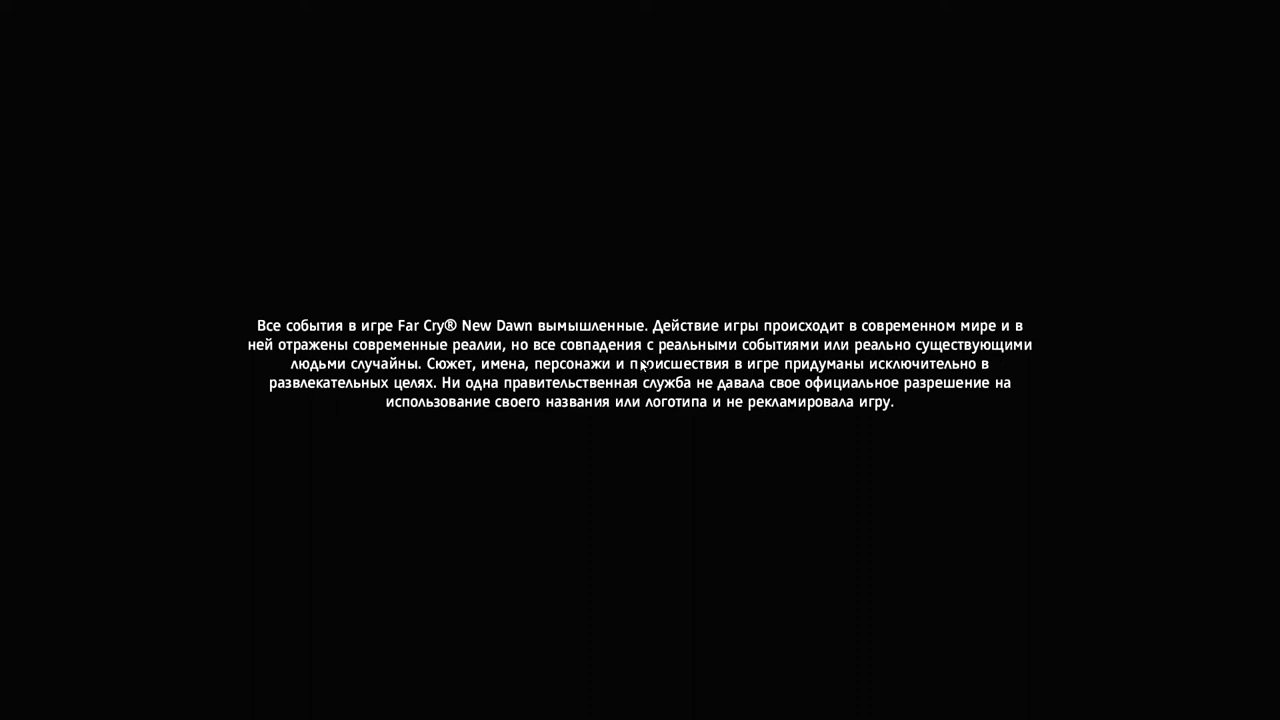 Все события в игре Far Cry® New Dawn вымышленные. Действие игры происходит в современном мире и в
ней отражены современные реалии, но все совпадения с реальными событиями или реально существующими
людьми случайны. Сюжет, имена, персонажи и происшествия в игре придуманы исключительно в
развлекательных целях. Ни одна правительственная служба не давала свое официальное разрешение на
использование своего названия или логотипа и не рекламировала игру.